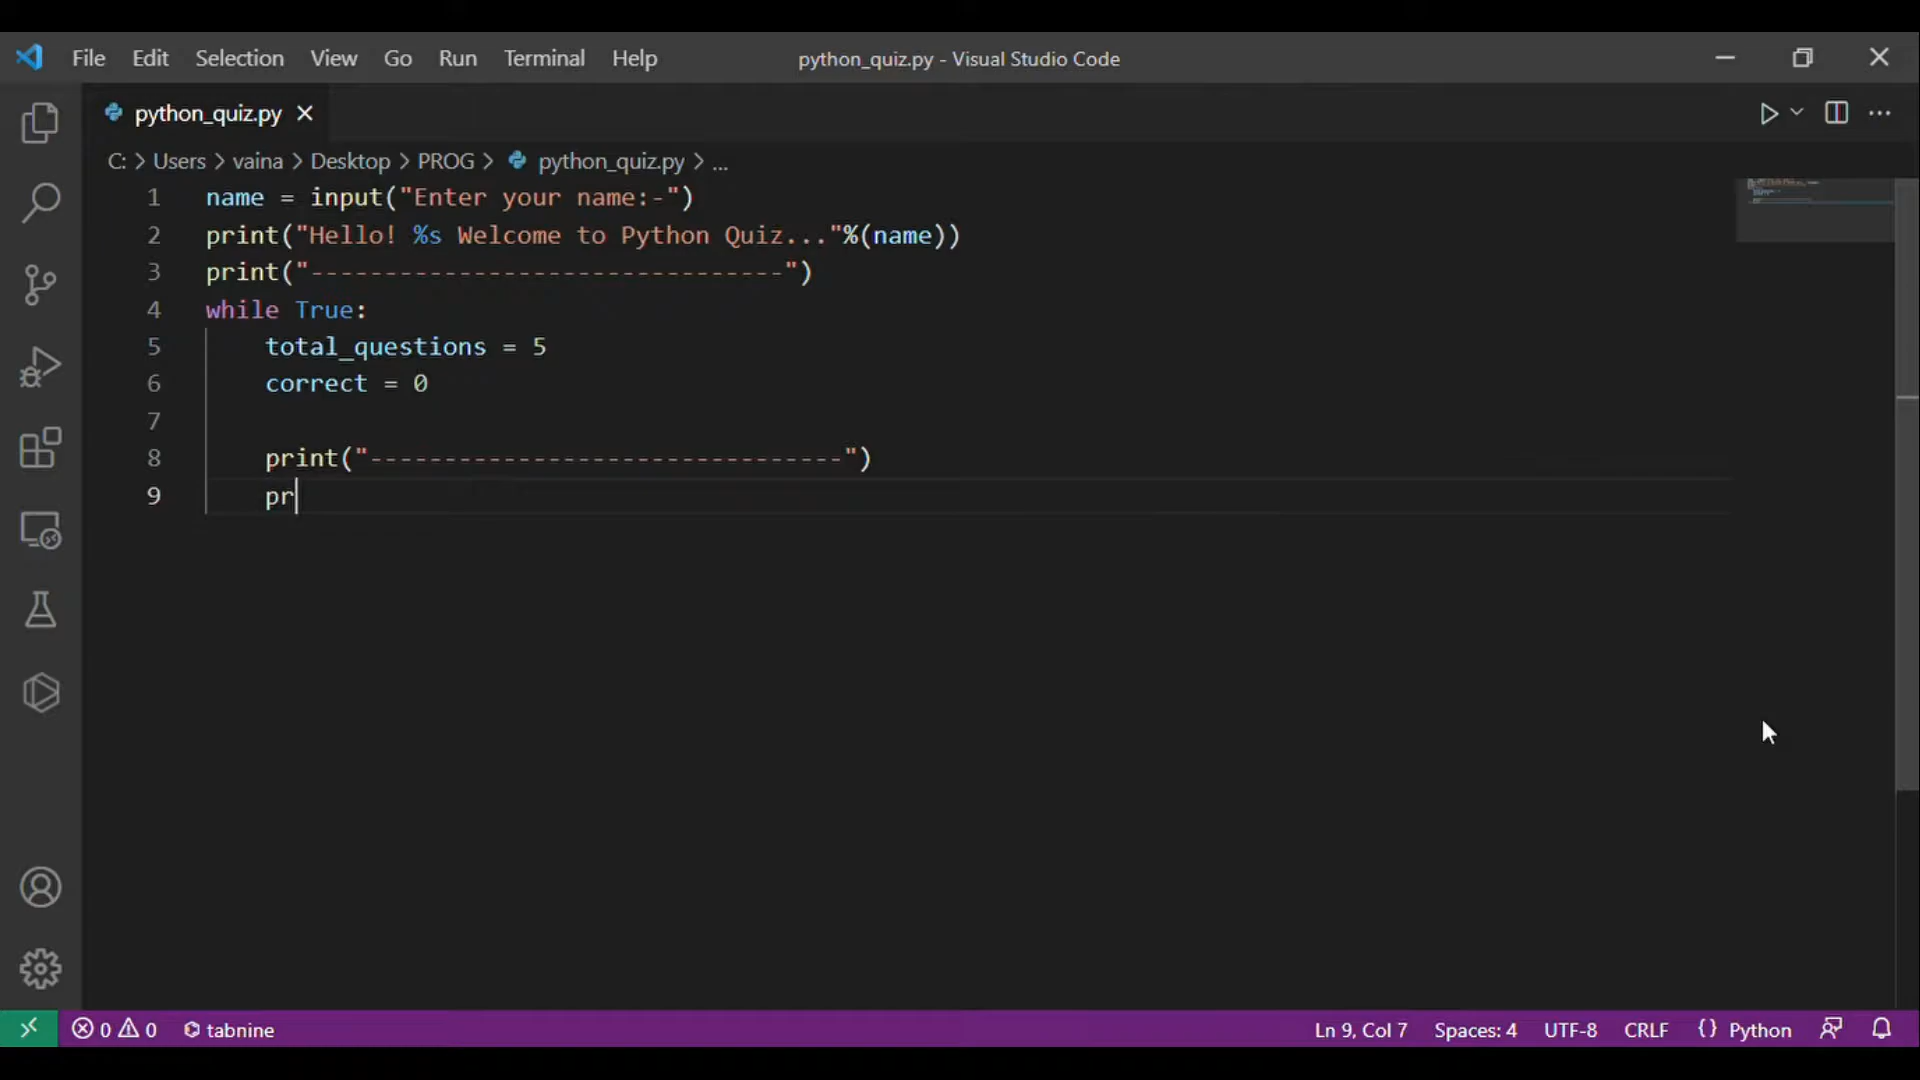 File Edit Selection View Go Run Terminal Help python_quiz.py - Visual Studio Code
python_quiz.py
C: > Users > vaina > Desktop > PROG > python_quiz.py > ...
1 name = input("Enter your name:-")
2 print("Hello! %s Welcome to Python Quiz..."%(name))
3 print("--------------------------------")
4 while True:
5     total_questions = 5
6     correct = 0
7
8     print("--------------------------------")
9     pr
0 0 tabnine Ln 9, Col 7 Spaces: 4 UTF-8 CRLF {} Python